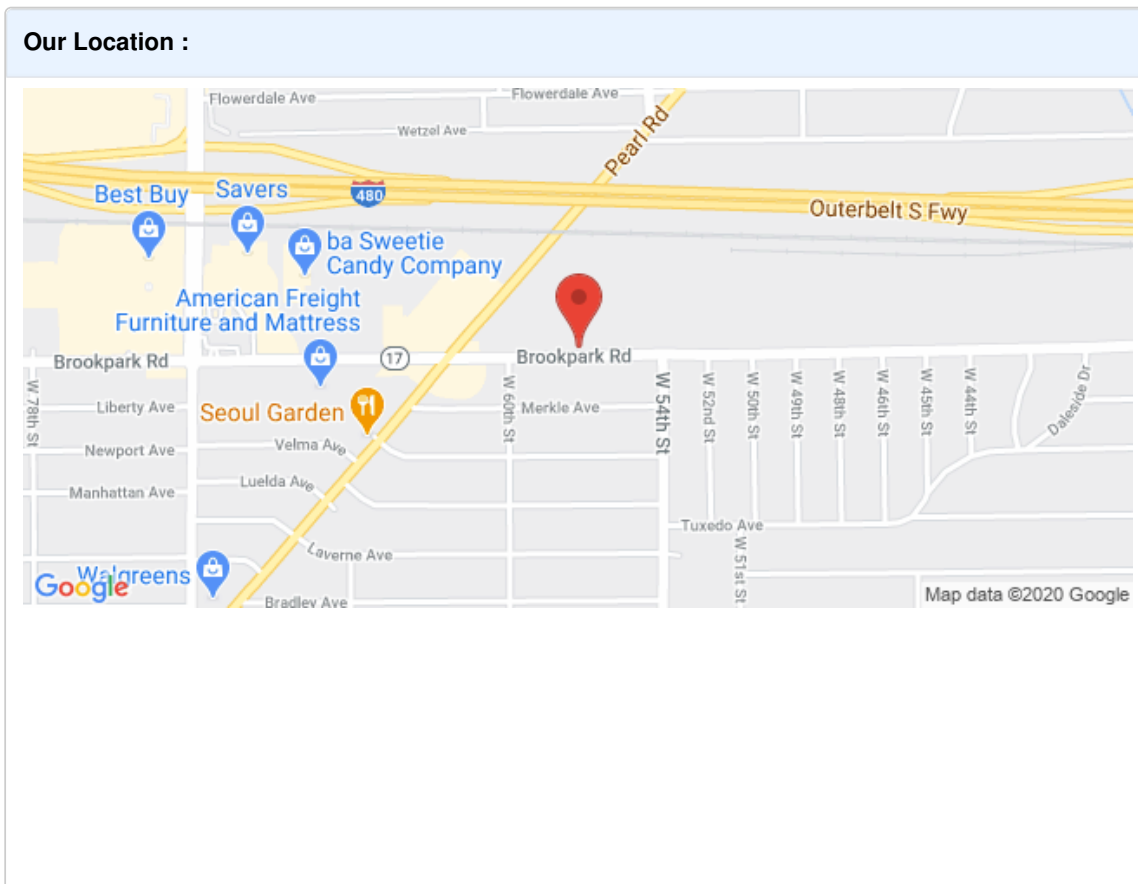 Our Location :
Flowerdale Ave
Flowerdale Ave
Wetzel Ave
Pearl Rd
Best Buy
Savers
480
Outerbelt S Fwy
ba Sweetie
Candy Company
American Freight
Furniture and Mattress
Brookpark Rd
17
Brookpark Rd
W 78th St
Liberty Ave
Seoul Garden
W 60th St
Merkle Ave
W 54th St
W 52nd St
W 50th St
W 49th St
W 48th St
W 46th St
W 45th St
W 44th St
Daleside Dr
Newport Ave
Velma Ave
Manhattan Ave
Luelda Ave
Laverne Ave
Tuxedo Ave
W 51st St
Walgreens
Google
Bradley Ave
Map data ©2020 Google